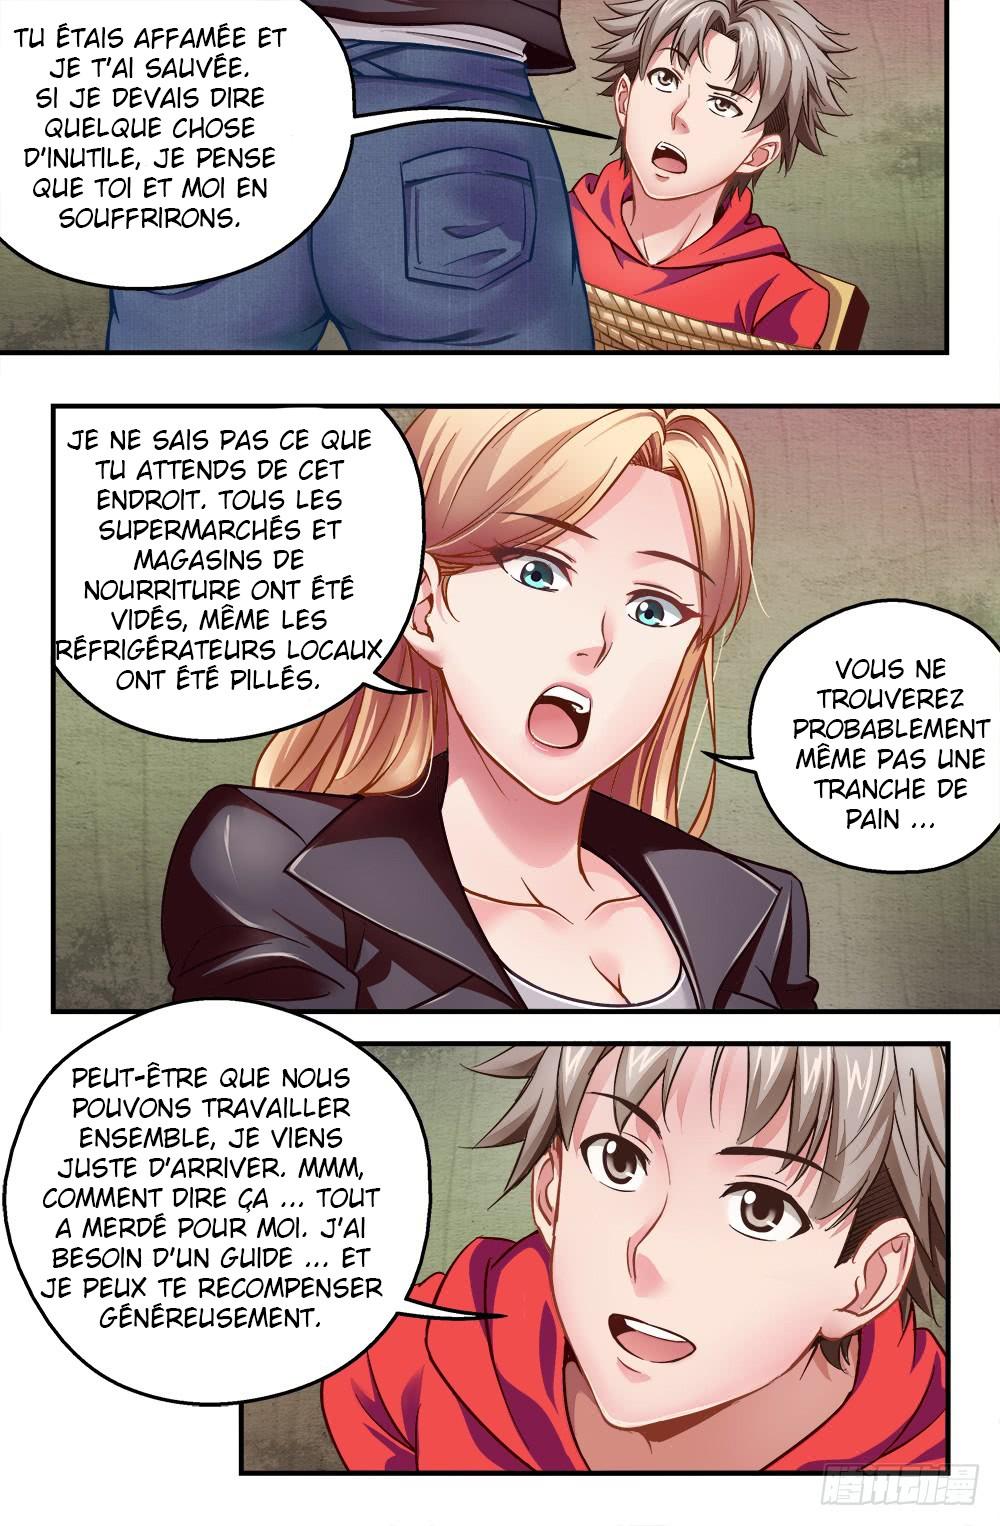 TU ÉTAIS AFFAMÉE ET
JE T'AI SAUVÉE.
SI JE DEVAIS DIRE
QUELQUE CHOSE
D'INUTILE, JE PENSE
QUE TOI ET MOI EN
SOUFFRIRONS.
JE NE SAIS PAS CE QUE
TU ATTENDS DE CET
ENDROIT. TOUS LES
SUPERMARCHÉS ET
MAGASINS DE
NOURRITURE ONT ÉTÉ
VIDÉS, MÊME LES
RÉFRIGÉRATEURS LOCAUX
ONT ÉTÉ PILLÉS.
VOUS NE
TROUVEREZ
PROBABLEMENT
MÊME PAS UNE
TRANCHE DE
PAIN ...
PEUT-ÊTRE QUE NOUS
POUVONS TRAVAILLER
ENSEMBLE, JE VIENS
JUSTE D'ARRIVER. MMM,
COMMENT DIRE ÇA ... TOUT
A MERDÉ POUR MOI. J'AI
BESOIN D'UN GUIDE ... ET
JE PEUX TE RECOMPENSER
GÉNÉREUSEMENT.
腾讯动漫